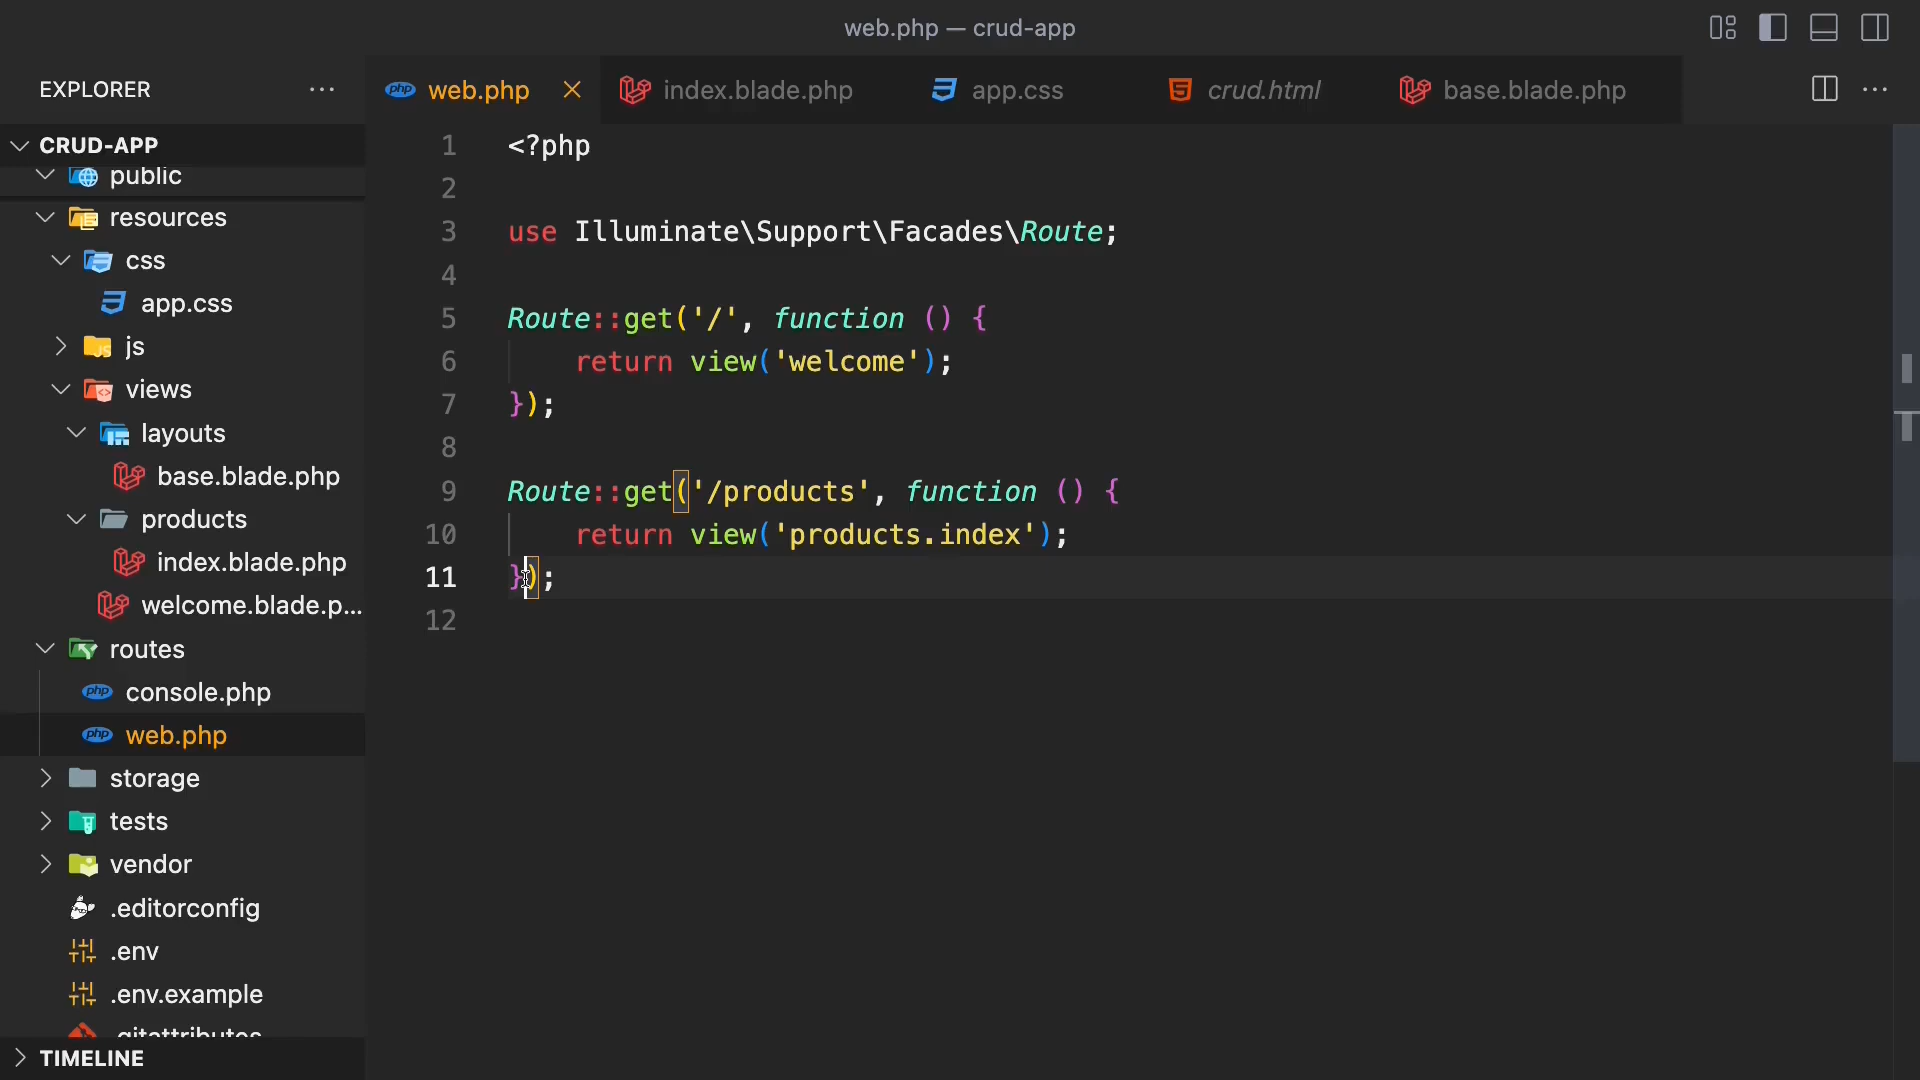 web.php — crud-app
EXPLORER
web.php
index.blade.php
app.css
crud.html
base.blade.php
CRUD-APP
public
resources
css
app.css
js
views
layouts
base.blade.php
products
index.blade.php
welcome.blade.p...
routes
console.php
web.php
storage
tests
vendor
.editorconfig
.env
.env.example
.gitattributes
TIMELINE
1 <?php
2
3 use Illuminate\Support\Facades\Route;
4
5 Route::get('/', function () {
6 return view('welcome');
7 });
8
9 Route::get('/products', function () {
10 return view('products.index');
11 });
12